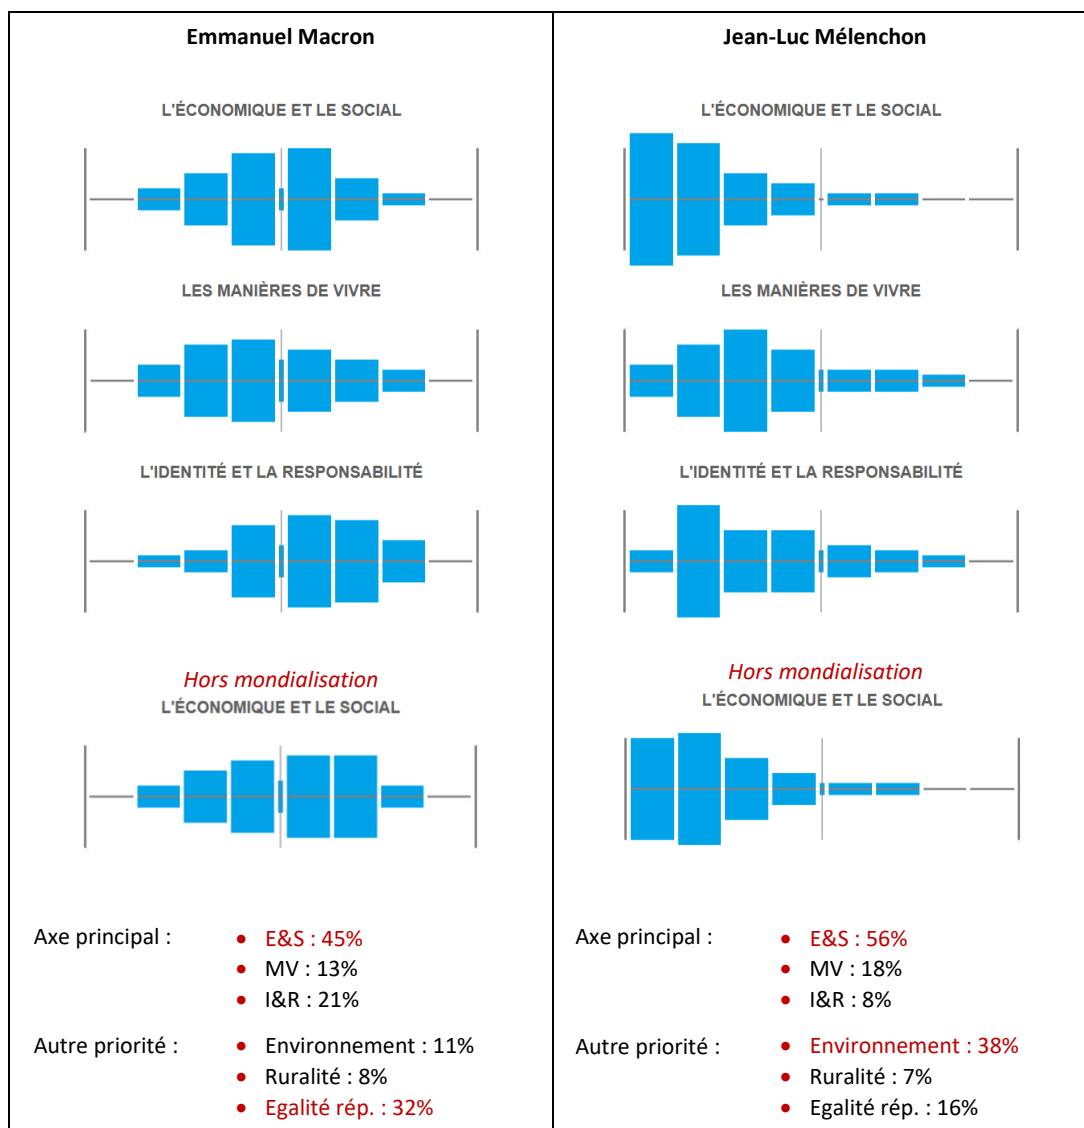 Emmanuel Macron
L'ÉCONOMIQUE ET LE SOCIAL
LES MANIÈRES DE VIVRE
L'IDENTITÉ ET LA RESPONSABILITÉ
Hors mondialisation
L'ÉCONOMIQUE ET LE SOCIAL
Axe principal :
• E&S : 45%
• MV : 13%
• I&R : 21%
Autre priorité :
• Environnement : 11%
• Ruralité : 8%
• Egalité rép. : 32%
Jean-Luc Mélenchon
L'ÉCONOMIQUE ET LE SOCIAL
LES MANIÈRES DE VIVRE
L'IDENTITÉ ET LA RESPONSABILITÉ
Hors mondialisation
L'ÉCONOMIQUE ET LE SOCIAL
Axe principal :
• E&S : 56%
• MV : 18%
• I&R : 8%
Autre priorité :
• Environnement : 38%
• Ruralité : 7%
• Egalité rép. : 16%